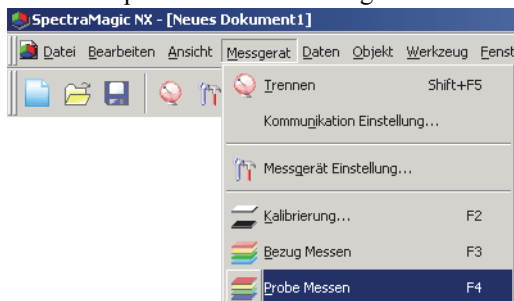 SpectraMagic NX - [Neues Dokument1]
Datei Bearbeiten Ansicht Messgerat Daten Objekt Werkzeug Fenst
Trennen Shift+F5
Kommunikation Einstellung...
Messgerät Einstellung...
Kalibrierung... F2
Bezug Messen F3
Probe Messen F4